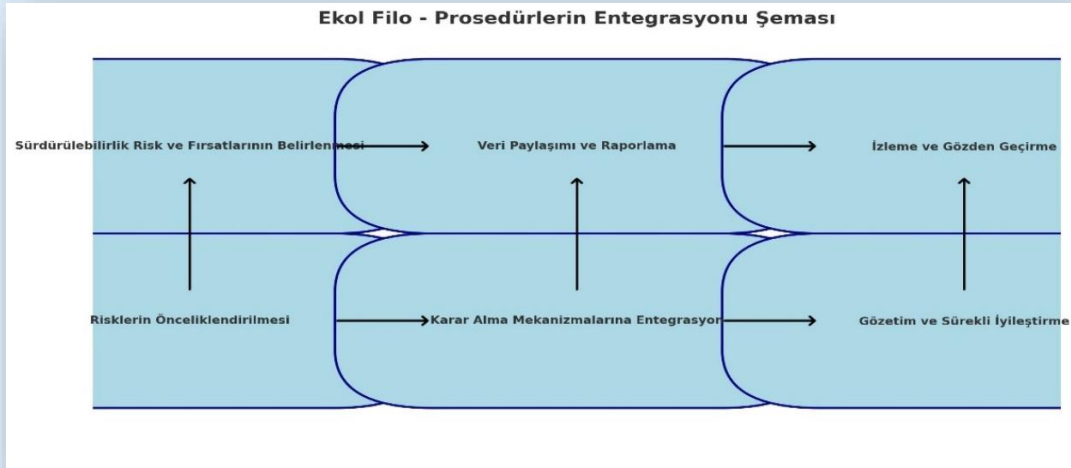 Ekol Filo - Prosedürlerin Entegrasyonu Şeması
Sürdürülebilirlik Risk ve Fırsatlarının Belirlenmesi
Veri Paylaşımı ve Raporlama
İzleme ve Gözden Geçirme
Risklerin Önceliklendirilmesi
Karar Alma Mekanizmalarına Entegrasyon
Gözetim ve Sürekli İyileştirme